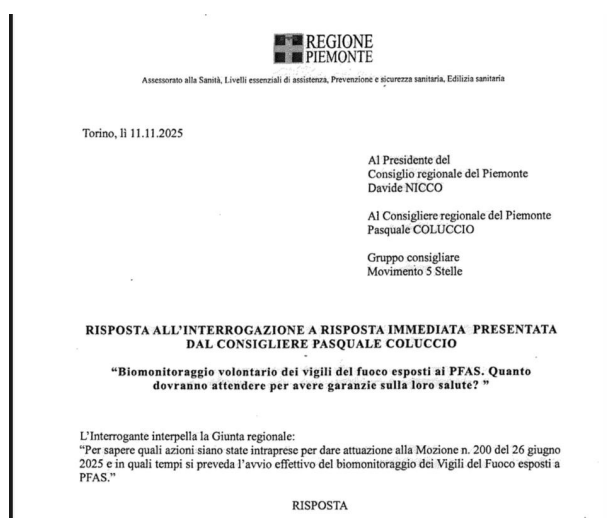 REGIONE
PIEMONTE
Assessorato alla Sanità, Livelli essenziali di assistenza, Prevenzione e sicurezza sanitaria, Edilizia sanitaria
Torino, lì 11.11.2025
Al Presidente del
Consiglio regionale del Piemonte
Davide NICCO
Al Consigliere regionale del Piemonte
Pasquale COLUCCIO
Gruppo consigliare
Movimento 5 Stelle
RISPOSTA ALL'INTERROGAZIONE A RISPOSTA IMMEDIATA PRESENTATA
DAL CONSIGLIERE PASQUALE COLUCCIO
“Biomonitoraggio volontario dei vigili del fuoco esposti ai PFAS. Quanto
dovranno attendere per avere garanzie sulla loro salute? ”
L'Interrogante interpella la Giunta regionale:
“Per sapere quali azioni siano state intraprese per dare attuazione alla Mozione n. 200 del 26 giugno
2025 e in quali tempi si preveda l'avvio effettivo del biomonitoraggio dei Vigili del Fuoco esposti a
PFAS.”
RISPOSTA